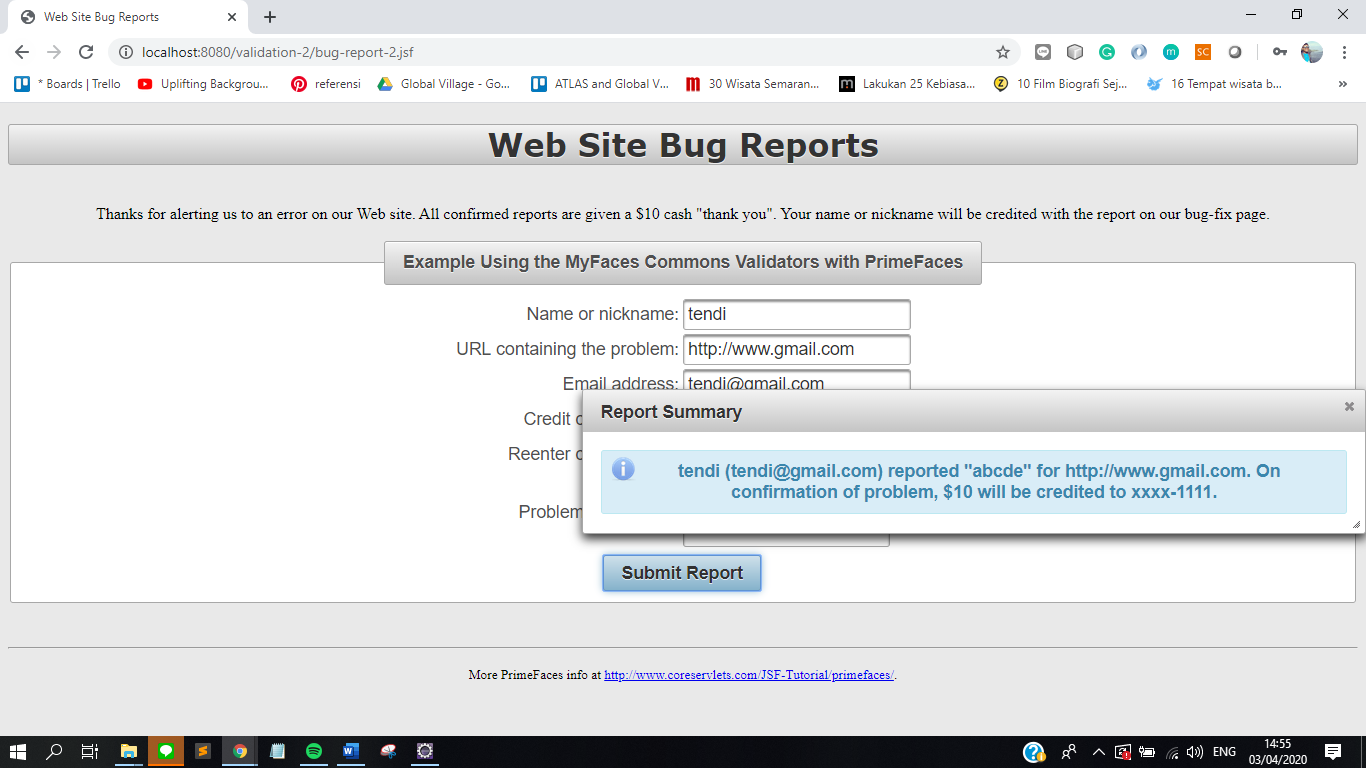 Web Site Bug Reports
localhost:8080/validation-2/bug-report-2.jsf
* Boards | Trello
Uplifting Backgrou...
referensi
Global Village - Go...
ATLAS and Global V...
30 Wisata Semaran...
Lakukan 25 Kebiasa...
10 Film Biografi Sej...
16 Tempat wisata b...
»
Web Site Bug Reports
Thanks for alerting us to an error on our Web site. All confirmed reports are given a $10 cash "thank you". Your name or nickname will be credited with the report on our bug-fix page.
Example Using the MyFaces Commons Validators with PrimeFaces
Name or nickname: tendi
URL containing the problem: http://www.gmail.com
Email address: tendi@gmail.com
Credit c
Reenter c
Problem
Report Summary
tendi (tendi@gmail.com) reported "abcde" for http://www.gmail.com. On
confirmation of problem, $10 will be credited to xxxx-1111.
Submit Report
More PrimeFaces info at http://www.coreservlets.com/JSF-Tutorial/primefaces/.
ENG
14:55
03/04/2020